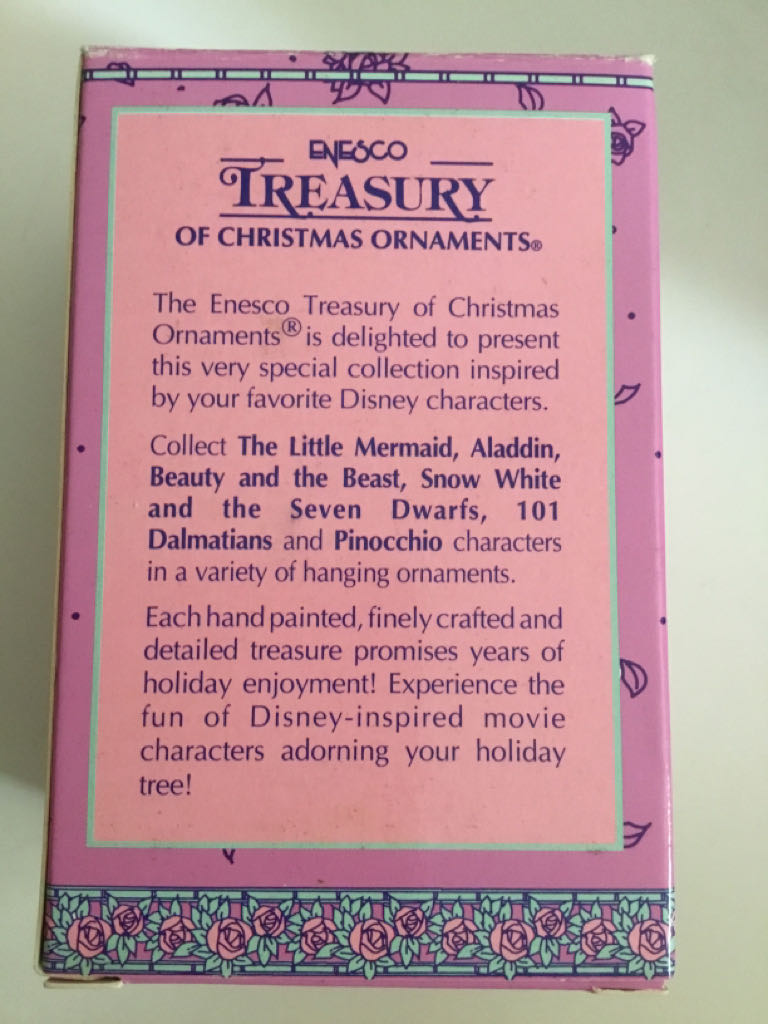 ENESCO
TREASURY
OF CHRISTMAS ORNAMENTS®
The Enesco Treasury of Christmas
Ornaments® is delighted to present
this very special collection inspired
by your favorite Disney characters.
Collect The Little Mermaid, Aladdin,
Beauty and the Beast, Snow White
and the Seven Dwarfs, 101
Dalmatians and Pinocchio characters
in a variety of hanging ornaments.
Each hand painted, finely crafted and
detailed treasure promises years of
holiday enjoyment! Experience the
fun of Disney-inspired movie
characters adorning your holiday
tree!